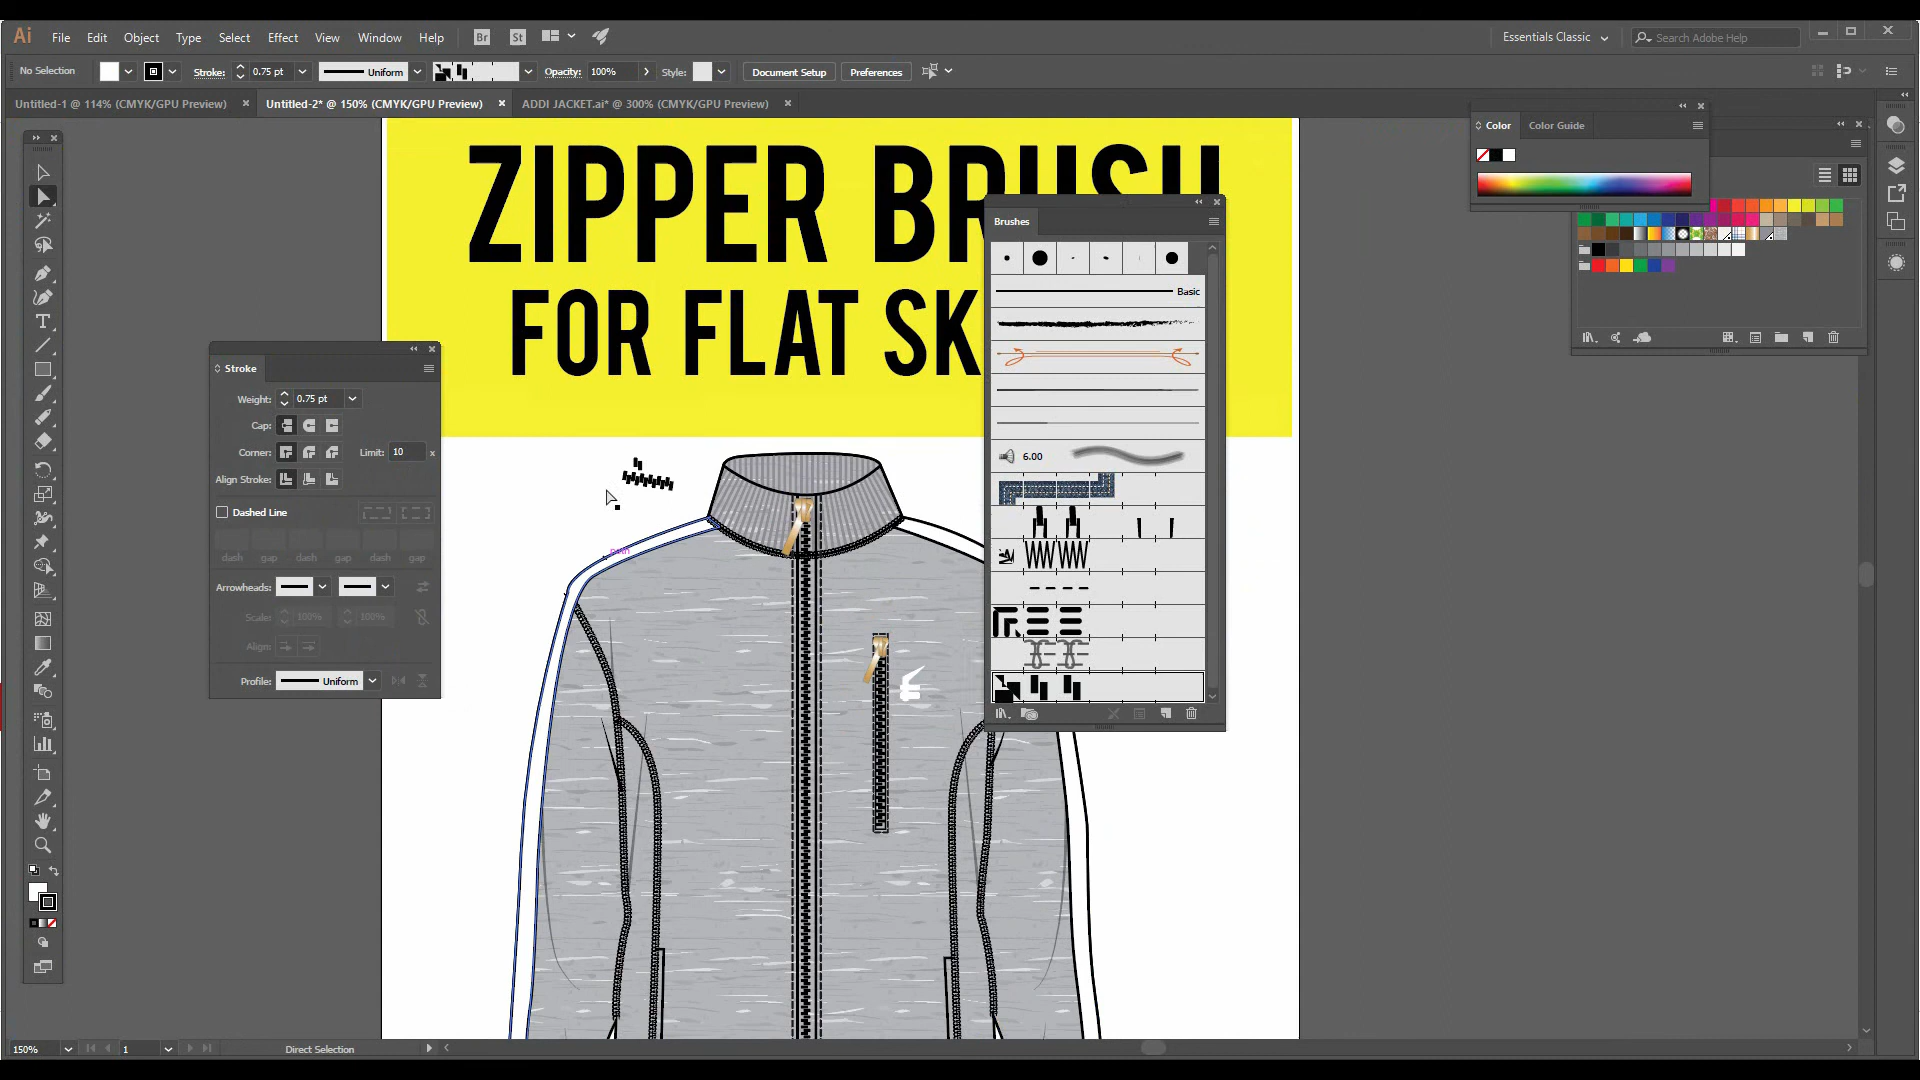 Ai File Edit Object Type Select Effect View Window Help Br St Essentials Classic Search Adobe Help
No Selection Stroke: 0.75 pt Uniform Opacity: 100% Style: Document Setup Preferences
Untitled-1 @ 114% (CMYK/GPU Preview) Untitled-2* @ 150% (CMYK/GPU Preview) ADDI JACKET.ai* @ 300% (CMYK/GPU Preview)
Color Color Guide
ZIPPER BRUSH
FOR FLAT SK
Brushes
Basic
6.00
Stroke
Weight: 0.75 pt
Cap:
Corner: Limit: 10 x
Align Stroke:
Dashed Line
dash gap dash gap dash gap
Arrowheads:
Scale: 100% 100%
Align:
Profile: Uniform
path
150% 1 Direct Selection